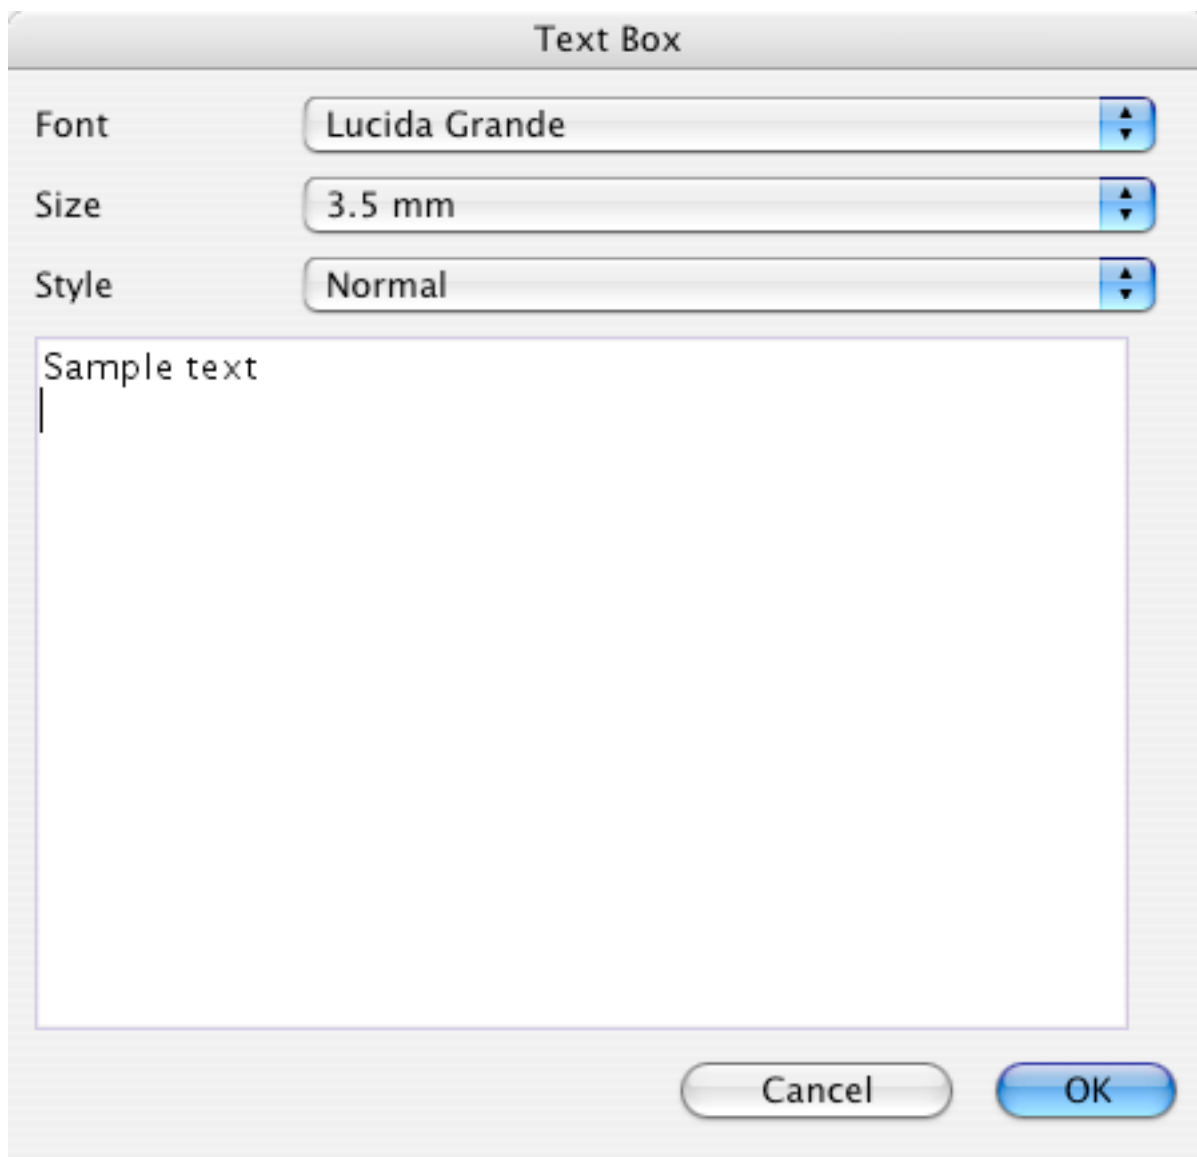 Text Box
Font Lucida Grande
Size 3.5 mm
Style Normal
Sample text
Cancel OK